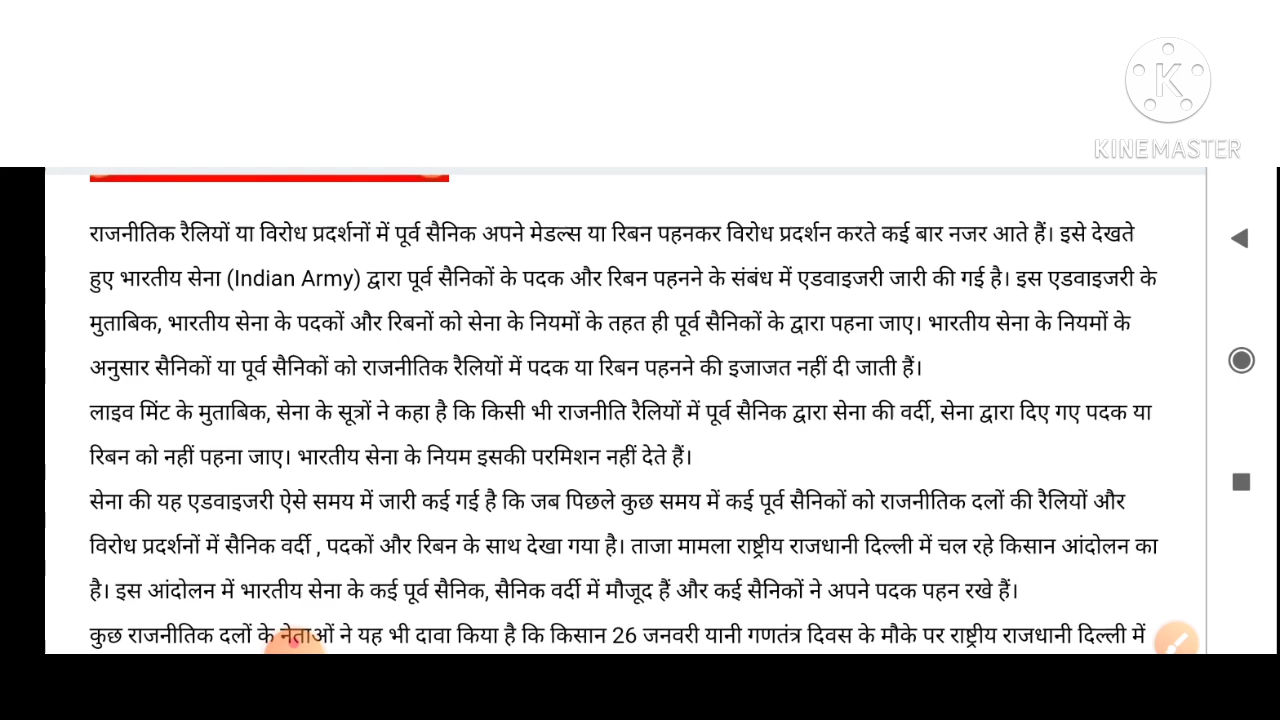 K
KINEMASTER
राजनीतिक रैलियों या विरोध प्रदर्शनों में पूर्व सैनिक अपने मेडल्स या रिबन पहनकर विरोध प्रदर्शन करते कई बार नजर आते हैं। इसे देखते
हुए भारतीय सेना (Indian Army) द्वारा पूर्व सैनिकों के पदक और रिबन पहनने के संबंध में एडवाइजरी जारी की गई है। इस एडवाइजरी के
मुताबिक, भारतीय सेना के पदकों और रिबनों को सेना के नियमों के तहत ही पूर्व सैनिकों के द्वारा पहना जाए। भारतीय सेना के नियमों के
अनुसार सैनिकों या पूर्व सैनिकों को राजनीतिक रैलियों में पदक या रिबन पहनने की इजाजत नहीं दी जाती हैं।
लाइव मिंट के मुताबिक, सेना के सूत्रों ने कहा है कि किसी भी राजनीति रैलियों में पूर्व सैनिक द्वारा सेना की वर्दी, सेना द्वारा दिए गए पदक या
रिबन को नहीं पहना जाए। भारतीय सेना के नियम इसकी परमिशन नहीं देते हैं।
सेना की यह एडवाइजरी ऐसे समय में जारी कई गई है कि जब पिछले कुछ समय में कई पूर्व सैनिकों को राजनीतिक दलों की रैलियों और
विरोध प्रदर्शनों में सैनिक वर्दी , पदकों और रिबन के साथ देखा गया है। ताजा मामला राष्ट्रीय राजधानी दिल्ली में चल रहे किसान आंदोलन का
है। इस आंदोलन में भारतीय सेना के कई पूर्व सैनिक, सैनिक वर्दी में मौजूद हैं और कई सैनिकों ने अपने पदक पहन रखे हैं।
कुछ राजनीतिक दलों के नेताओं ने यह भी दावा किया है कि किसान 26 जनवरी यानी गणतंत्र दिवस के मौके पर राष्ट्रीय राजधानी दिल्ली में